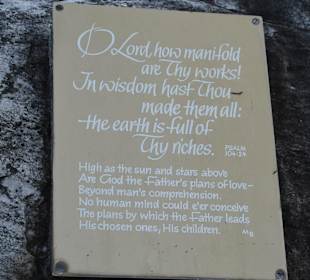 O Lord, how manifold
are Thy works!
In wisdom hast Thou
made them all:
the earth is full of
Thy riches. PSALM
104:24
High as the sun and stars above
Are God the Father's plans of love—
Beyond man's comprehension.
No human mind could e'er conceive
The plans by which the Father leads
His chosen ones, His children. MB